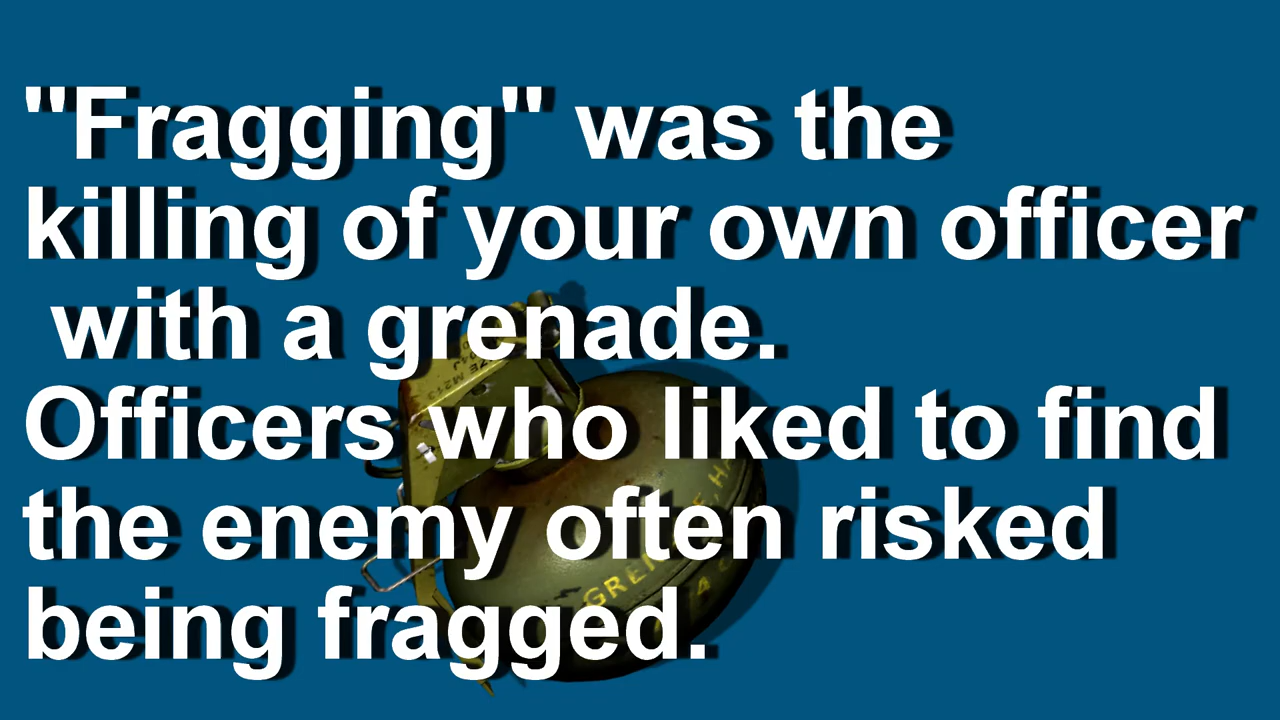 "Fragging" was the
killing of your own officer
with a grenade.
Officers who liked to find
the enemy often risked
being fragged.